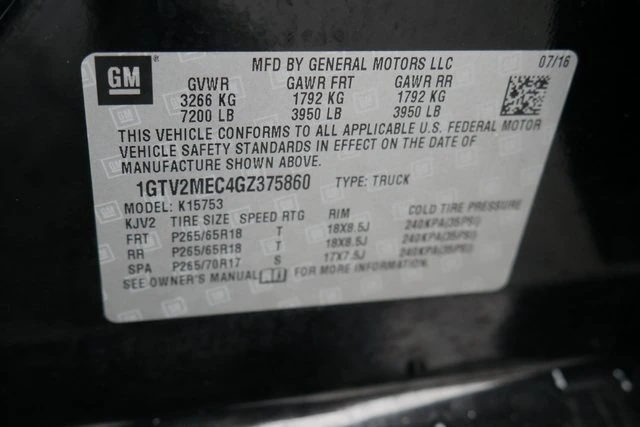 GM
MFD BY GENERAL MOTORS LLC 07/16
GVWR GAWR FRT GAWR RR
3266 KG 1792 KG 1792 KG
7200 LB 3950 LB 3950 LB
THIS VEHICLE CONFORMS TO ALL APPLICABLE U.S. FEDERAL MOTOR
VEHICLE SAFETY STANDARDS IN EFFECT ON THE DATE OF
MANUFACTURE SHOWN ABOVE.
1GTV2MEC4GZ375860 TYPE: TRUCK
MODEL: K15753
KJV2 TIRE SIZE SPEED RTG RIM COLD TIRE PRESSURE
FRT P265/65R18 T 18X8.5J 240KPA(35PSI)
RR P265/65R18 T 18X8.5J 240KPA(35PSI)
SPA P265/70R17 S 17X7.5J 240KPA(35PSI)
SEE OWNER'S MANUAL FOR MORE INFORMATION.